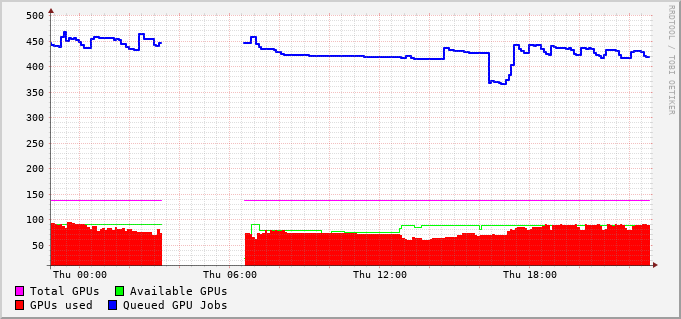 500
450
400
350
300
250
200
150
100
50
Thu 00:00 Thu 06:00 Thu 12:00 Thu 18:00
Total GPUs Available GPUs
GPUs used Queued GPU Jobs
RRDTOOL / TOBI OETIKER